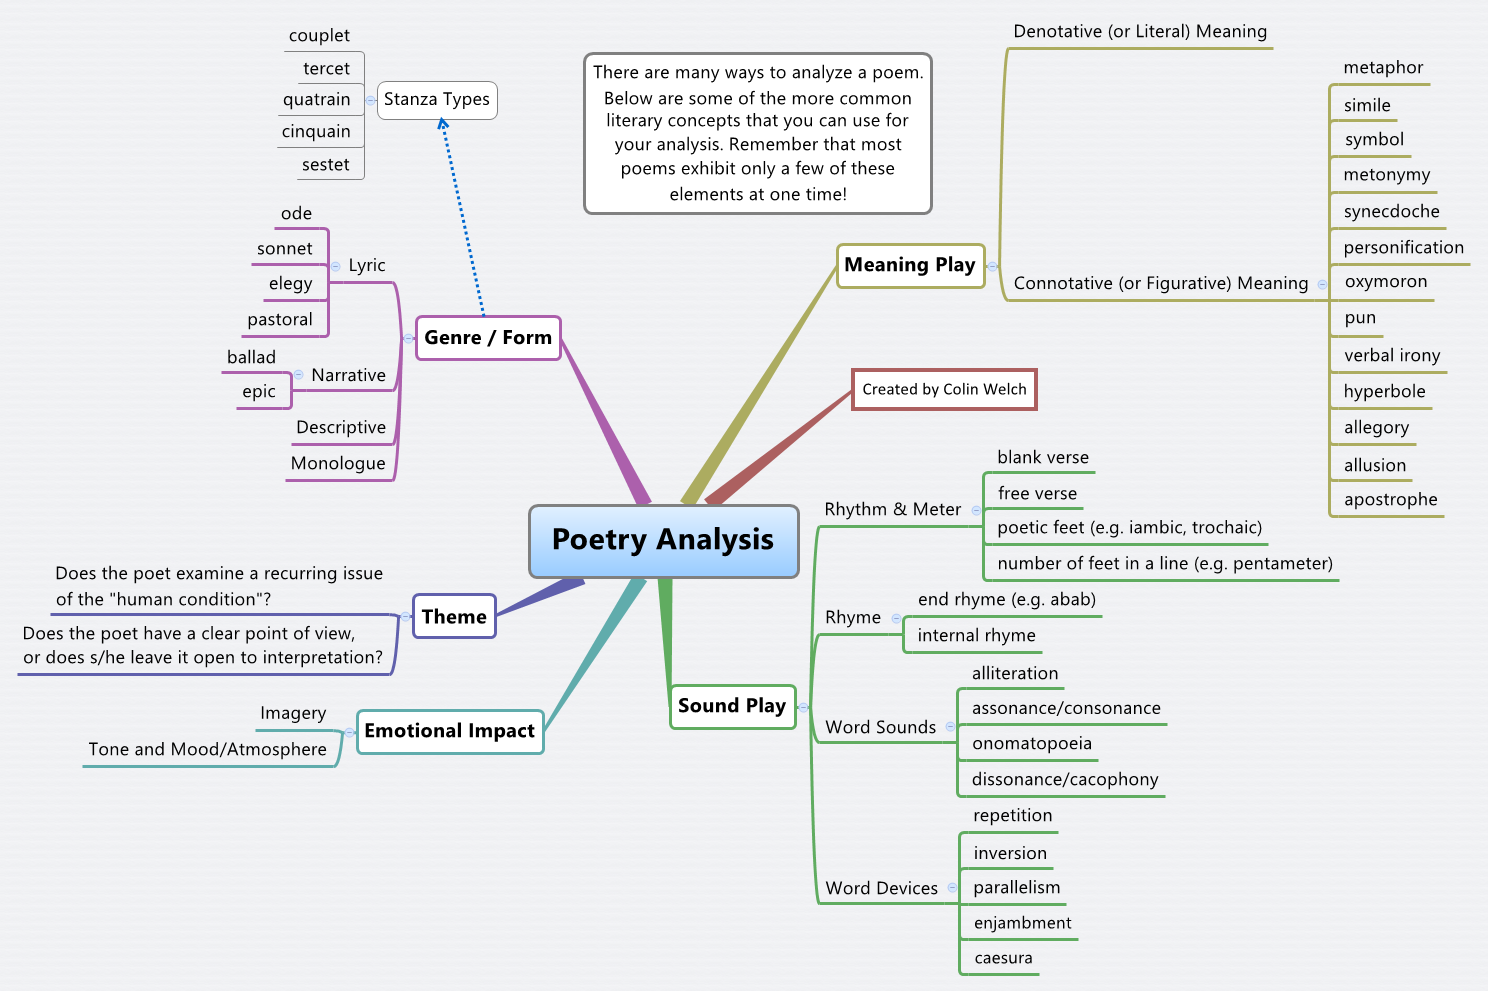 couplet
tercet
quatrain
cinquain
sestet
Stanza Types
There are many ways to analyze a poem.
Below are some of the more common
literary concepts that you can use for
your analysis. Remember that most
poems exhibit only a few of these
elements at one time!
Denotative (or Literal) Meaning
Meaning Play
Connotative (or Figurative) Meaning
metaphor
simile
symbol
metonymy
synecdoche
personification
oxymoron
pun
verbal irony
hyperbole
allegory
allusion
apostrophe
ode
sonnet
elegy
pastoral
Lyric
Genre / Form
ballad
epic
Narrative
Descriptive
Monologue
Created by Colin Welch
Poetry Analysis
blank verse
free verse
poetic feet (e.g. iambic, trochaic)
number of feet in a line (e.g. pentameter)
Rhythm & Meter
end rhyme (e.g. abab)
internal rhyme
Rhyme
Does the poet examine a recurring issue
of the "human condition"?
Does the poet have a clear point of view,
or does s/he leave it open to interpretation?
Theme
Sound Play
alliteration
assonance/consonance
onomatopoeia
dissonance/cacophony
Word Sounds
Imagery
Tone and Mood/Atmosphere
Emotional Impact
repetition
inversion
parallelism
enjambment
caesura
Word Devices